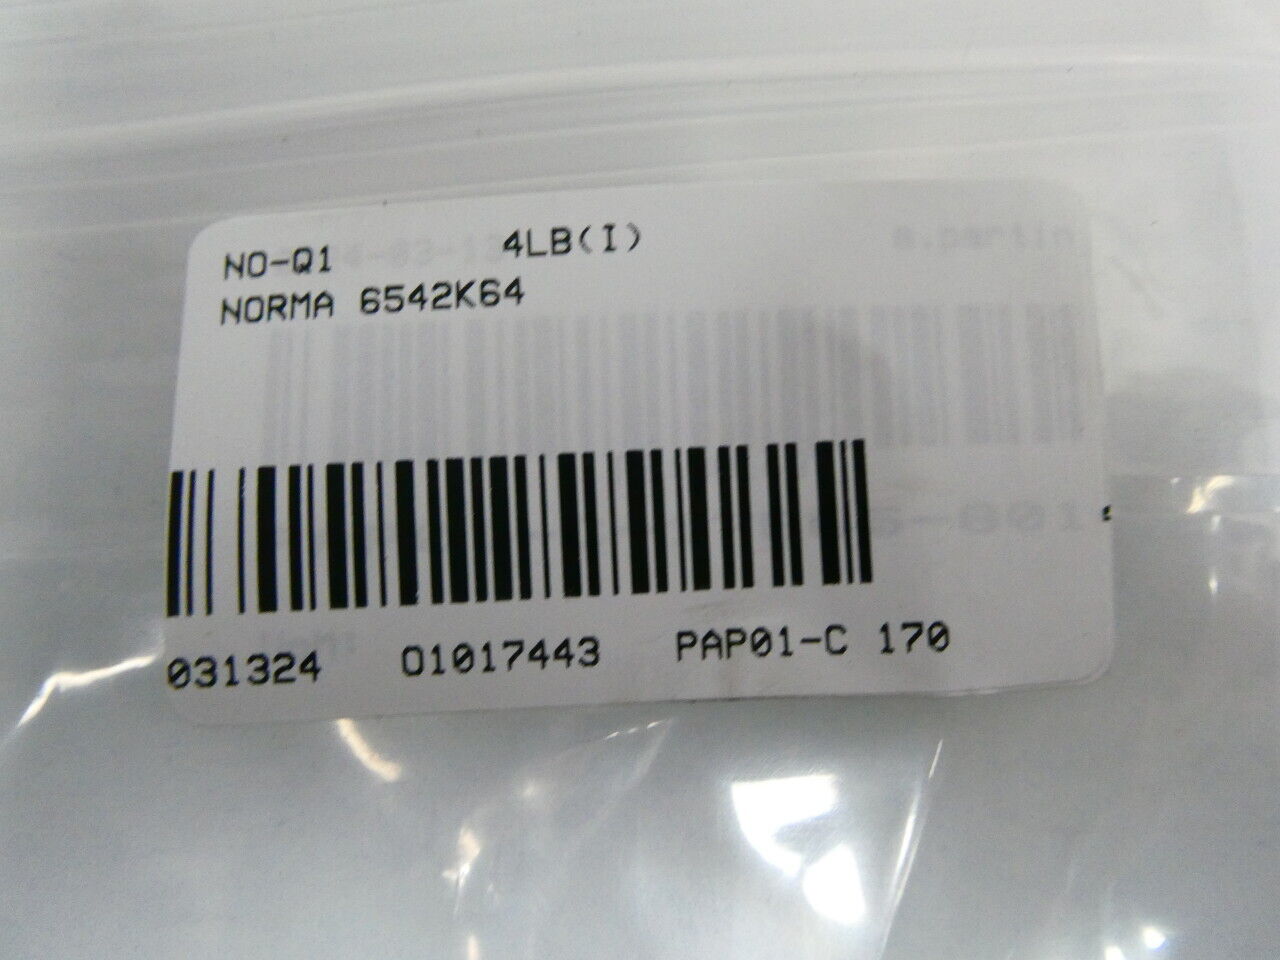 NO-Q1 4LB(I)
NORMA 6542K64
031324 01017443 PAP01-C 170